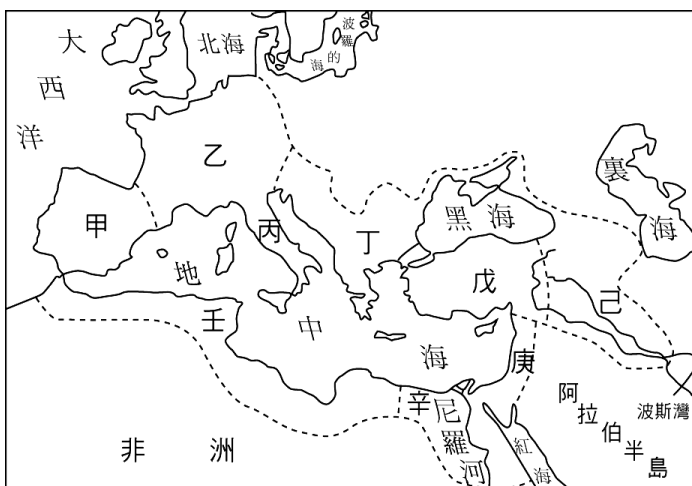 大西洋
北海
波羅的海
乙
裏海
甲
丙
丁
黑海
地中海
戊
己
壬
庚
辛
尼羅河
阿拉伯半島
波斯灣
紅海
非洲